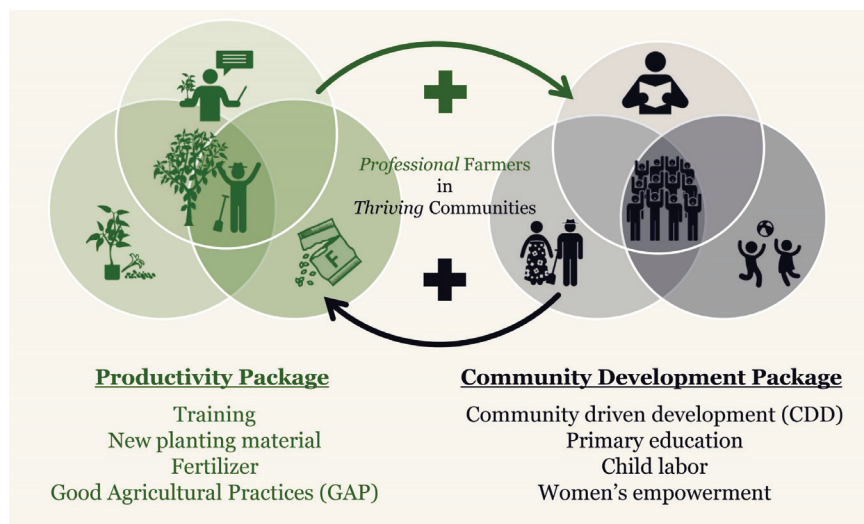 Professional Farmers
in
Thriving Communities
F
Productivity Package
Training
New planting material
Fertilizer
Good Agricultural Practices (GAP)
Community Development Package
Community driven development (CDD)
Primary education
Child labor
Women's empowerment